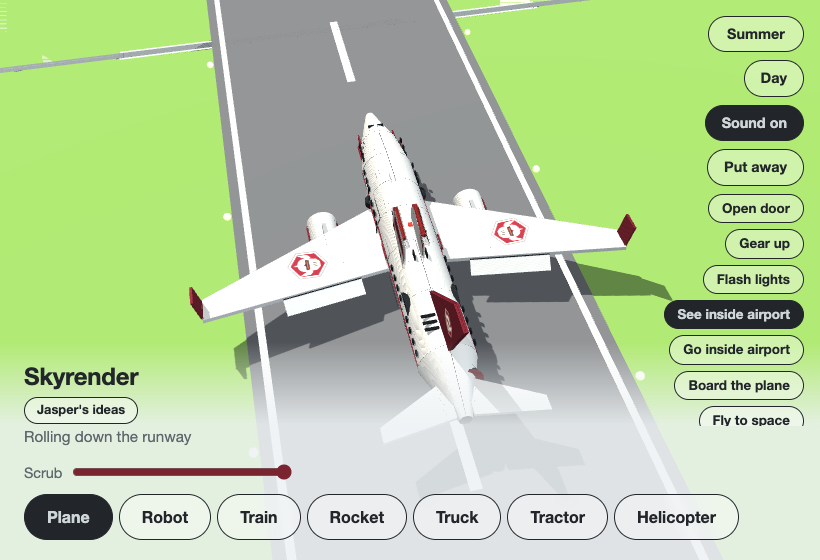 Summer
Day
Sound on
Put away
Open door
Gear up
Flash lights
See inside airport
Go inside airport
Board the plane
Fly to space
Skyrender
Jasper's ideas
Rolling down the runway
Scrub
Plane Robot Train Rocket Truck Tractor Helicopter